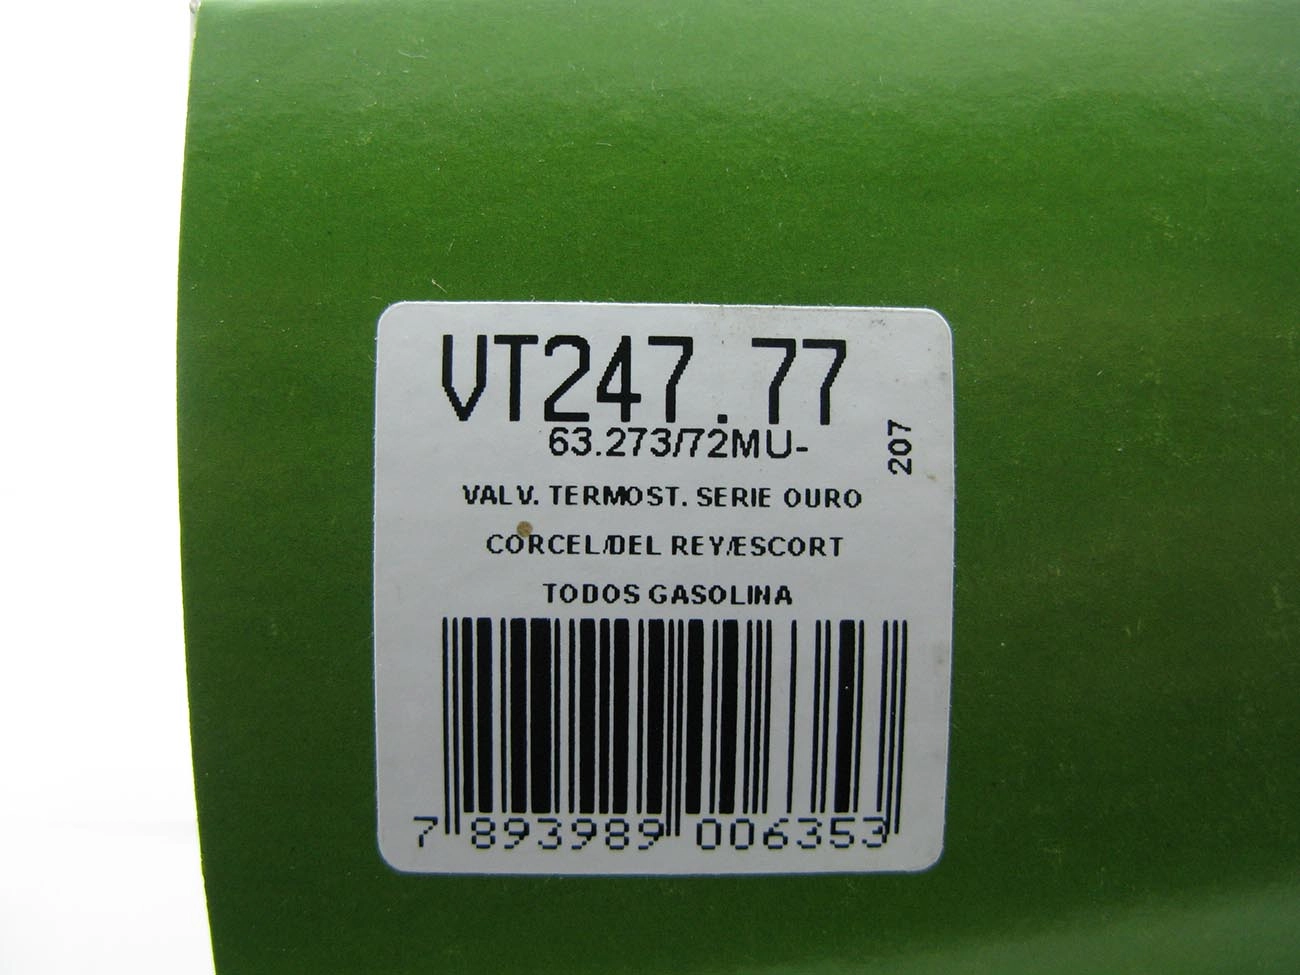 VT247.77
63.273/72MU-
207
VALV. TERMOST. SERIE OURO
CORCEL/DEL REY/ESCORT
TODOS GASOLINA
7 893989 006353